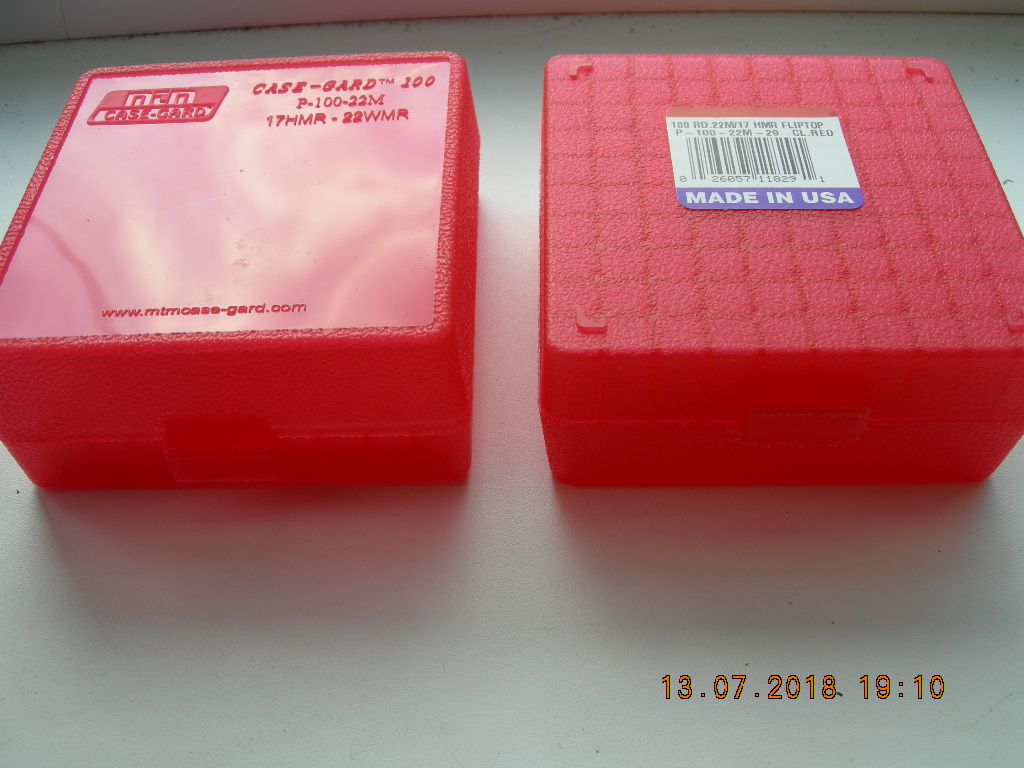 MTM
CASE-GARD
CASE-GARD™ 100
P-100-22M
17HMR - 22WMR
www.mtmcase-gard.com
100 RD.22M/17 HMR FLIPTOP
P-100-22M-29 CL.RED
0 26057 11829 1
MADE IN USA
13.07.2018 19:10